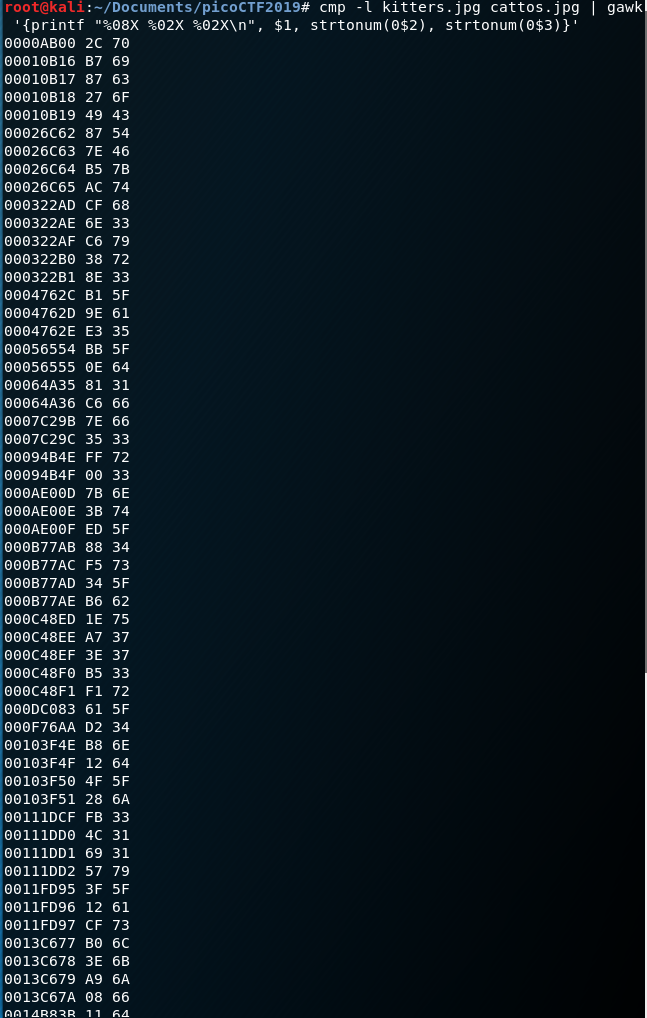 root@kali:~/Documents/picoCTF2019# cmp -l kitters.jpg cattos.jpg | gawk
'{printf "%08X %02X %02X\n", $1, strtonum(0$2), strtonum(0$3)}'
0000AB00 2C 70
00010B16 B7 69
00010B17 87 63
00010B18 27 6F
00010B19 49 43
00026C62 87 54
00026C63 7E 46
00026C64 B5 7B
00026C65 AC 74
000322AD CF 68
000322AE 6E 33
000322AF C6 79
000322B0 38 72
000322B1 8E 33
0004762C B1 5F
0004762D 9E 61
0004762E E3 35
00056554 BB 5F
00056555 0E 64
00064A35 81 31
00064A36 C6 66
0007C29B 7E 66
0007C29C 35 33
00094B4E FF 72
00094B4F 00 33
000AE00D 7B 6E
000AE00E 3B 74
000AE00F ED 5F
000B77AB 88 34
000B77AC F5 73
000B77AD 34 5F
000B77AE B6 62
000C48ED 1E 75
000C48EE A7 37
000C48EF 3E 37
000C48F0 B5 33
000C48F1 F1 72
000DC083 61 5F
000F76AA D2 34
00103F4E B8 6E
00103F4F 12 64
00103F50 4F 5F
00103F51 28 6A
00111DCF FB 33
00111DD0 4C 31
00111DD1 69 31
00111DD2 57 79
0011FD95 3F 5F
0011FD96 12 61
0011FD97 CF 73
0013C677 B0 6C
0013C678 3E 6B
0013C679 A9 6A
0013C67A 08 66
0014B83B 11 64